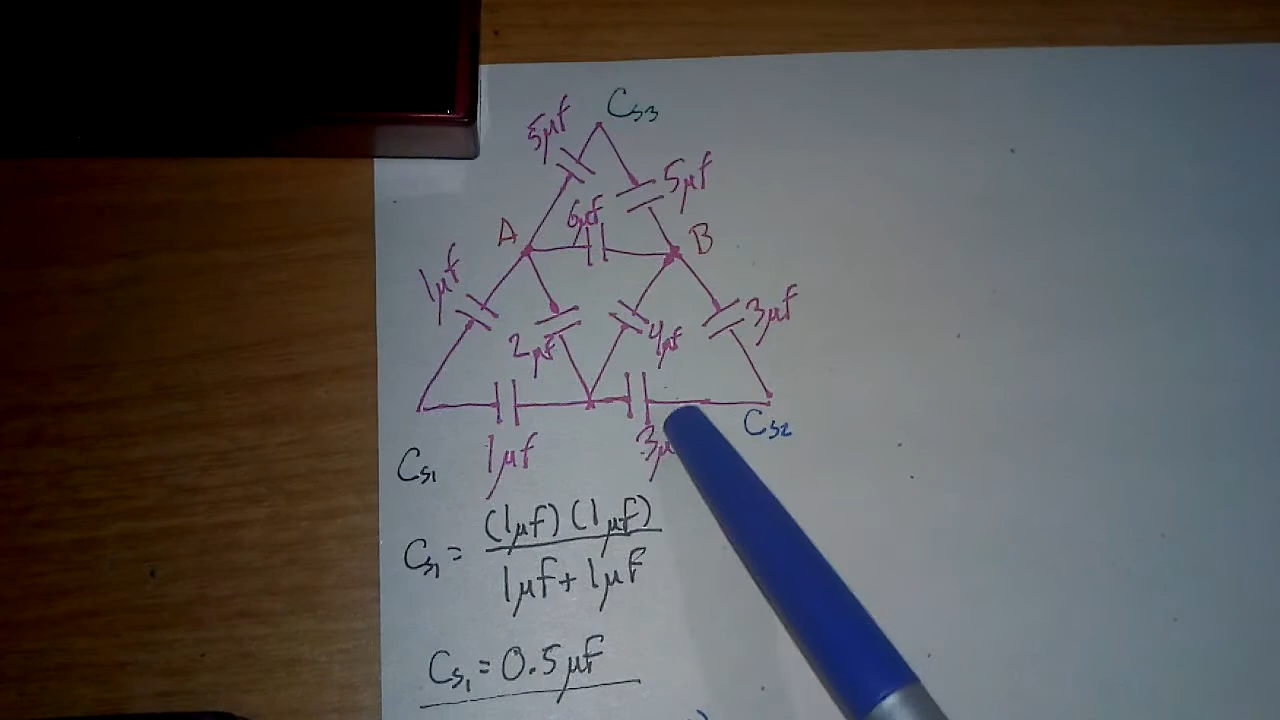 5μf
Cs3
5μf
6μf
A
B
1μf
3μf
2μf
4μf
Cs2
1μf
Cs1
Cs1 = (1μf)(1μf)
1μf + 1μf
Cs1 = 0.5μf